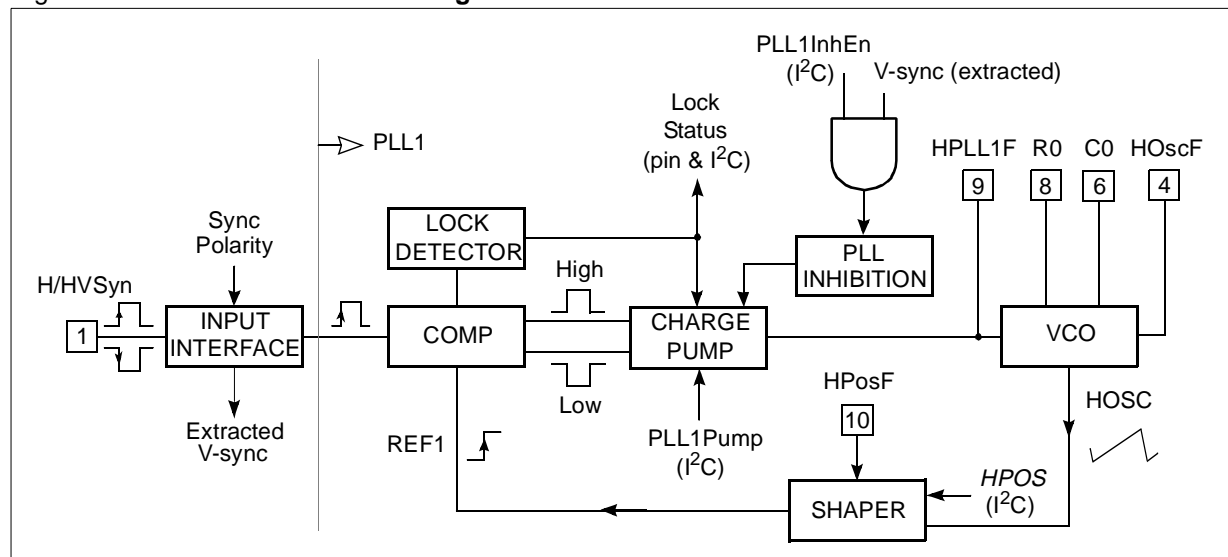 PLL1InhEn
(I²C)
V-sync (extracted)
Lock
Status
(pin & I²C)
PLL1
HPLL1F
R0
C0
HOscF
9
8
6
4
Sync
Polarity
LOCK
DETECTOR
PLL
INHIBITION
H/HVSyn
High
1
INPUT
INTERFACE
COMP
CHARGE
PUMP
VCO
Low
HPosF
HOSC
10
Extracted
V-sync
REF1
PLL1Pump
(I²C)
HPOS
(I²C)
SHAPER